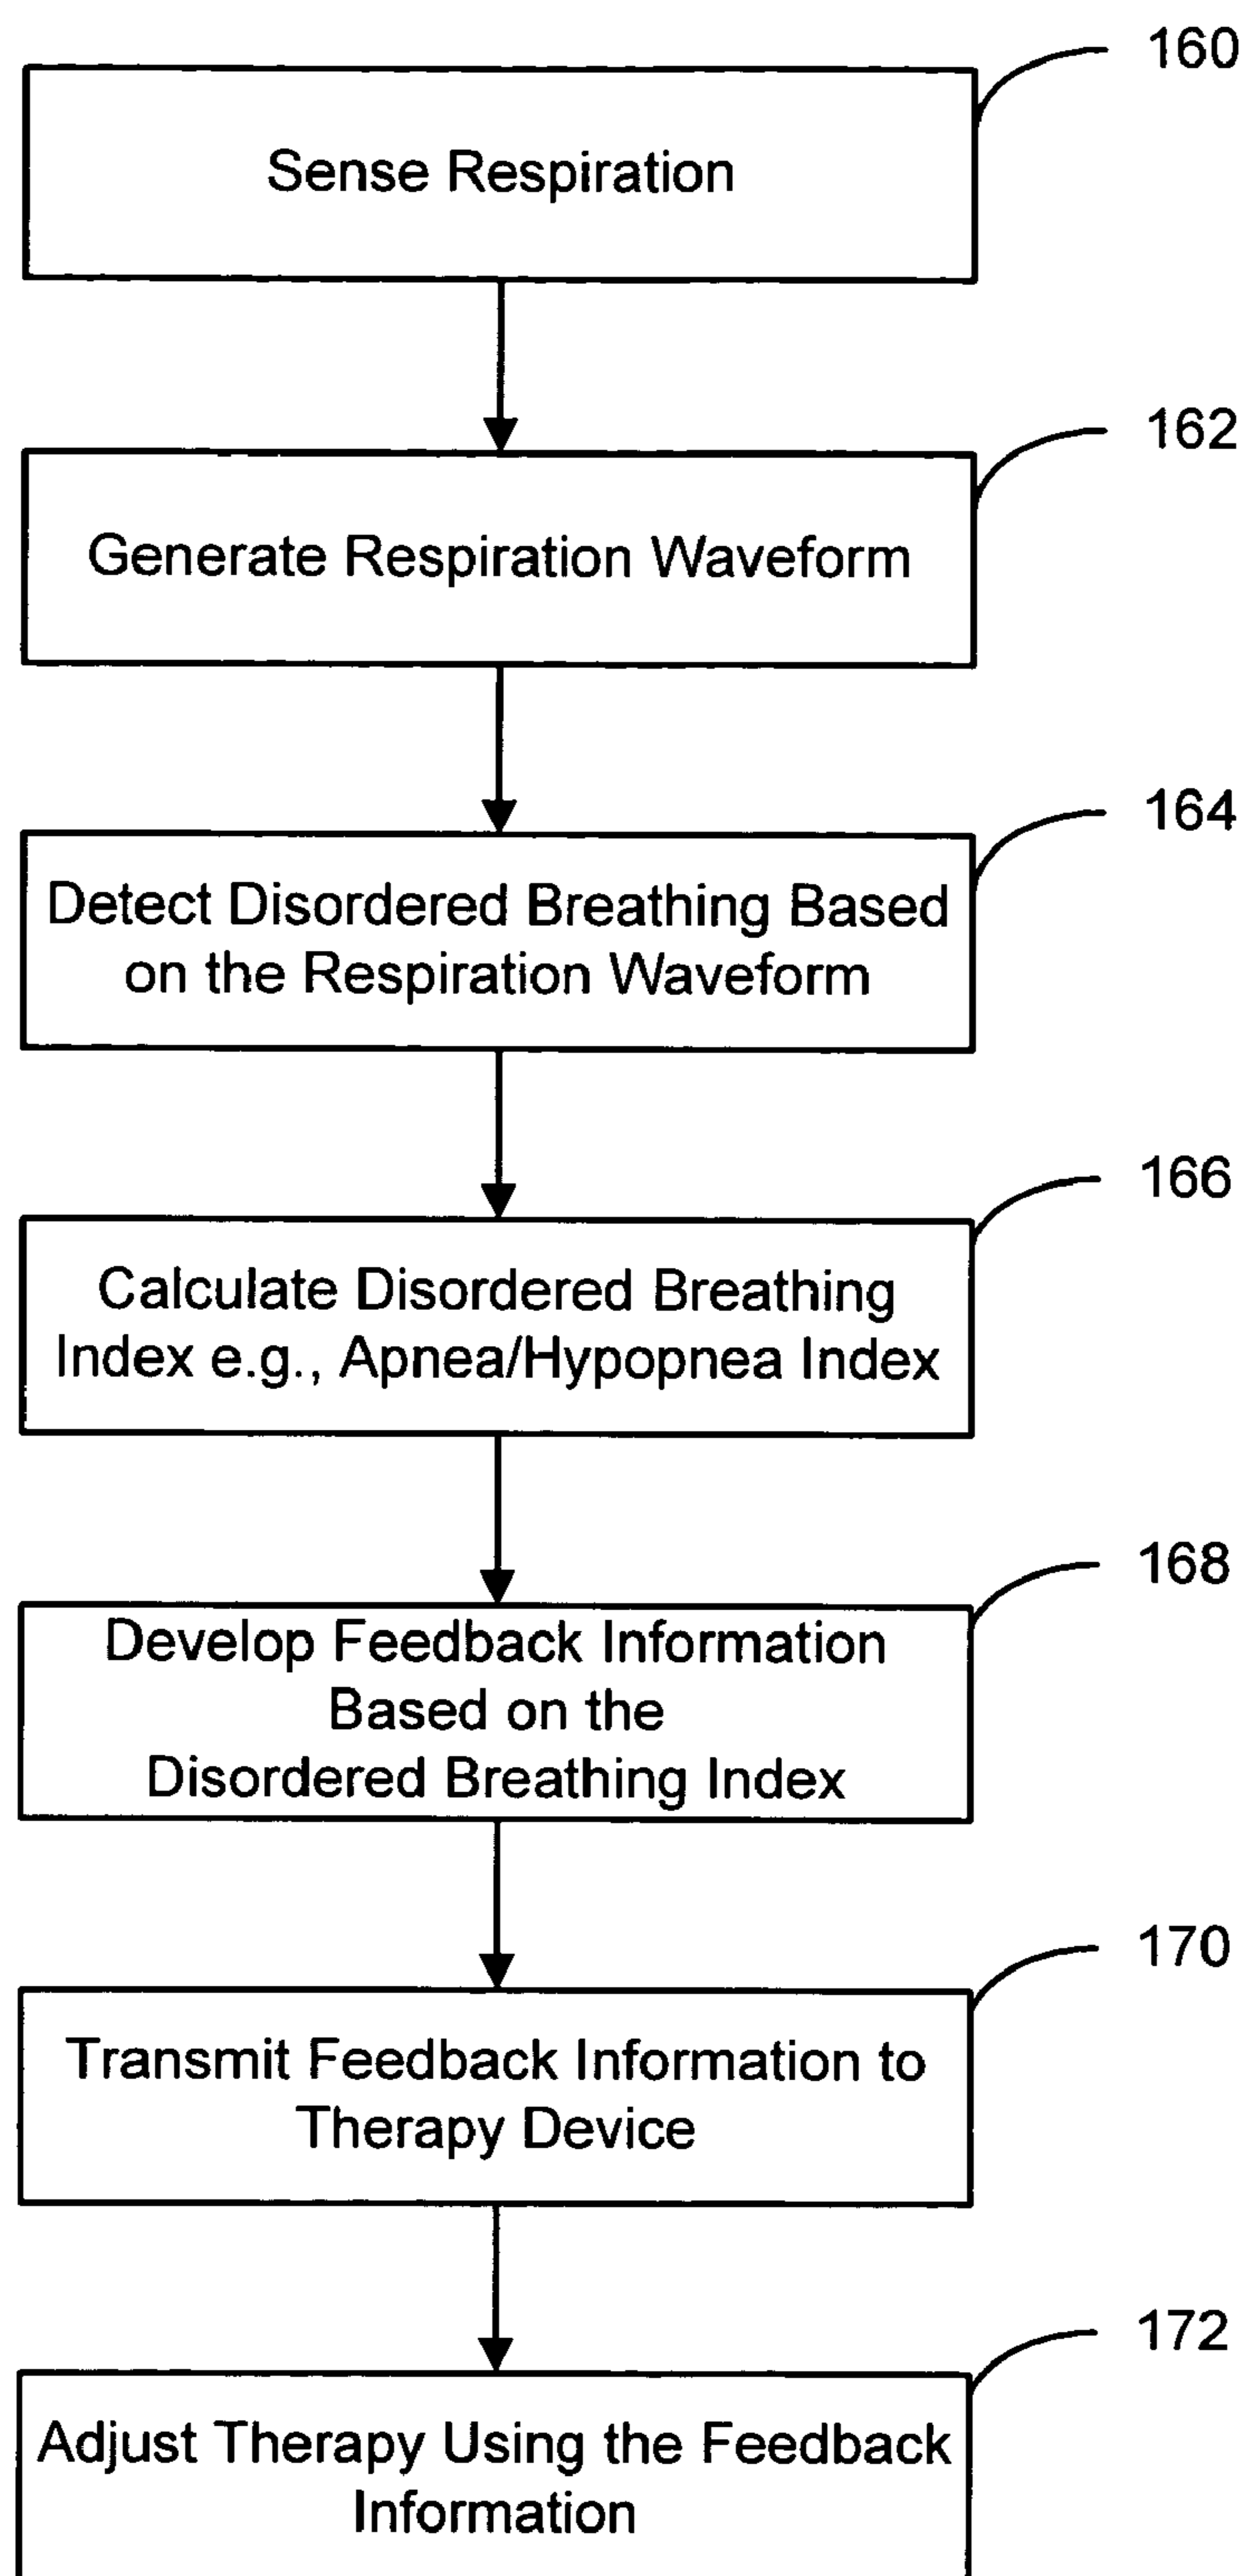 160
Sense Respiration
162
Generate Respiration Waveform
164
Detect Disordered Breathing Based
on the Respiration Waveform
166
Calculate Disordered Breathing
Index e.g., Apnea/Hypopnea Index
168
Develop Feedback Information
Based on the
Disordered Breathing Index
170
Transmit Feedback Information to
Therapy Device
172
Adjust Therapy Using the Feedback
Information